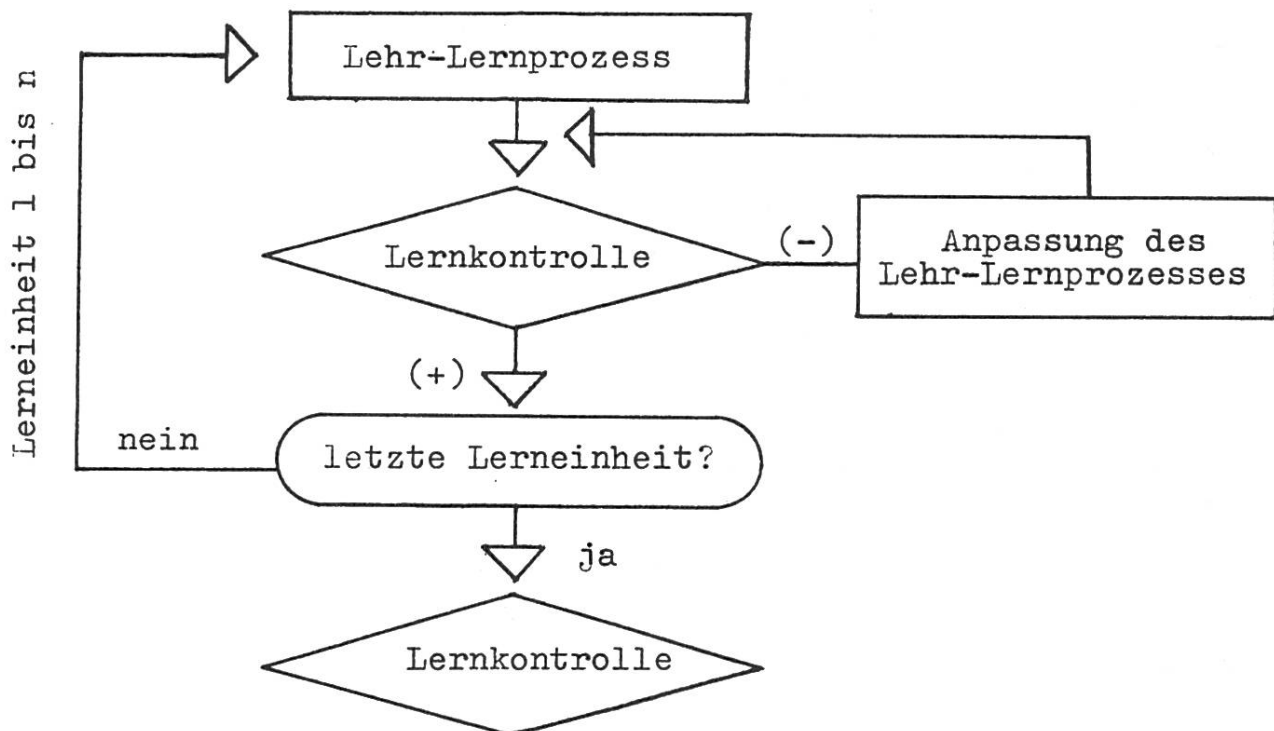 Lerneinheit 1 bis n
Lehr-Lernprozess
Lernkontrolle
(-)
Anpassung des
Lehr-Lernprozesses
(+)
nein
letzte Lerneinheit?
ja
Lernkontrolle